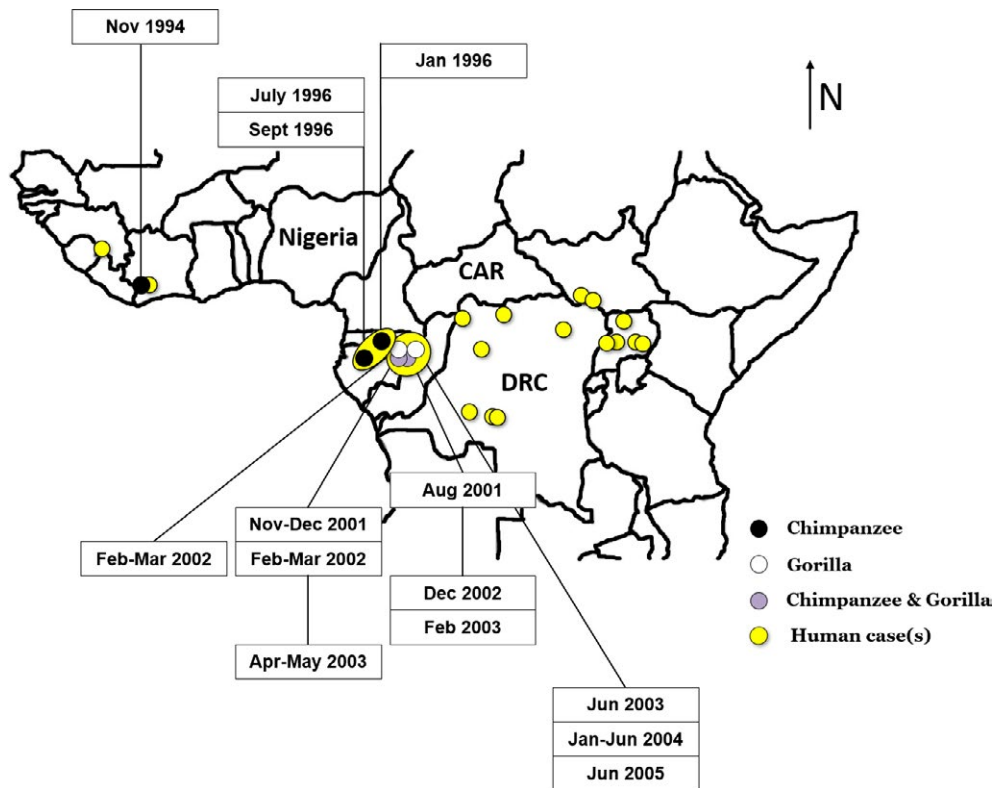 Nov 1994
Jan 1996
July 1996
Sept 1996
N
Nigeria
CAR
DRC
Aug 2001
Nov-Dec 2001
Feb-Mar 2002
Feb-Mar 2002
Dec 2002
Feb 2003
Apr-May 2003
Jun 2003
Jan-Jun 2004
Jun 2005
Chimpanzee
Gorilla
Chimpanzee & Gorilla
Human case(s)